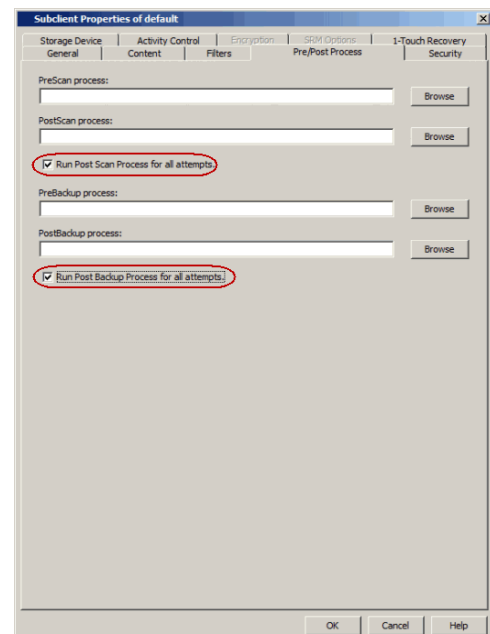 Subclient Properties of default
Storage Device Activity Control Encryption SRM Options 1-Touch Recovery
General Content Filters Pre/Post Process Security
PreScan process:
Browse
PostScan process:
Browse
Run Post Scan Process for all attempts.
PreBackup process:
Browse
PostBackup process:
Browse
Run Post Backup Process for all attempts.
OK Cancel Help